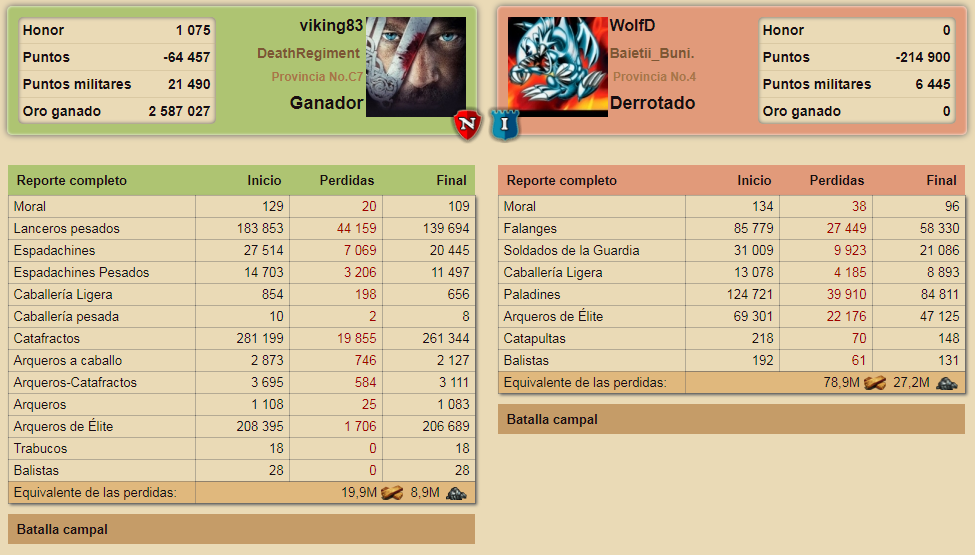 Honor 1 075
Puntos -64 457
Puntos militares 21 490
Oro ganado 2 587 027
viking83
DeathRegiment
Provincia No.C7
Ganador
N
WolfD
Baietii_Buni.
Provincia No.4
Derrotado
I
Honor 0
Puntos -214 900
Puntos militares 6 445
Oro ganado 0
Reporte completo Inicio Perdidas Final
Moral 129 20 109
Lanceros pesados 183 853 44 159 139 694
Espadachines 27 514 7 069 20 445
Espadachines Pesados 14 703 3 206 11 497
Caballería Ligera 854 198 656
Caballería pesada 10 2 8
Catafractos 281 199 19 855 261 344
Arqueros a caballo 2 873 746 2 127
Arqueros-Catafractos 3 695 584 3 111
Arqueros 1 108 25 1 083
Arqueros de Élite 208 395 1 706 206 689
Trabucos 18 0 18
Balistas 28 0 28
Equivalente de las perdidas: 19,9M 8,9M
Batalla campal
Reporte completo Inicio Perdidas Final
Moral 134 38 96
Falanges 85 779 27 449 58 330
Soldados de la Guardia 31 009 9 923 21 086
Caballería Ligera 13 078 4 185 8 893
Paladines 124 721 39 910 84 811
Arqueros de Élite 69 301 22 176 47 125
Catapultas 218 70 148
Balistas 192 61 131
Equivalente de las perdidas: 78,9M 27,2M
Batalla campal